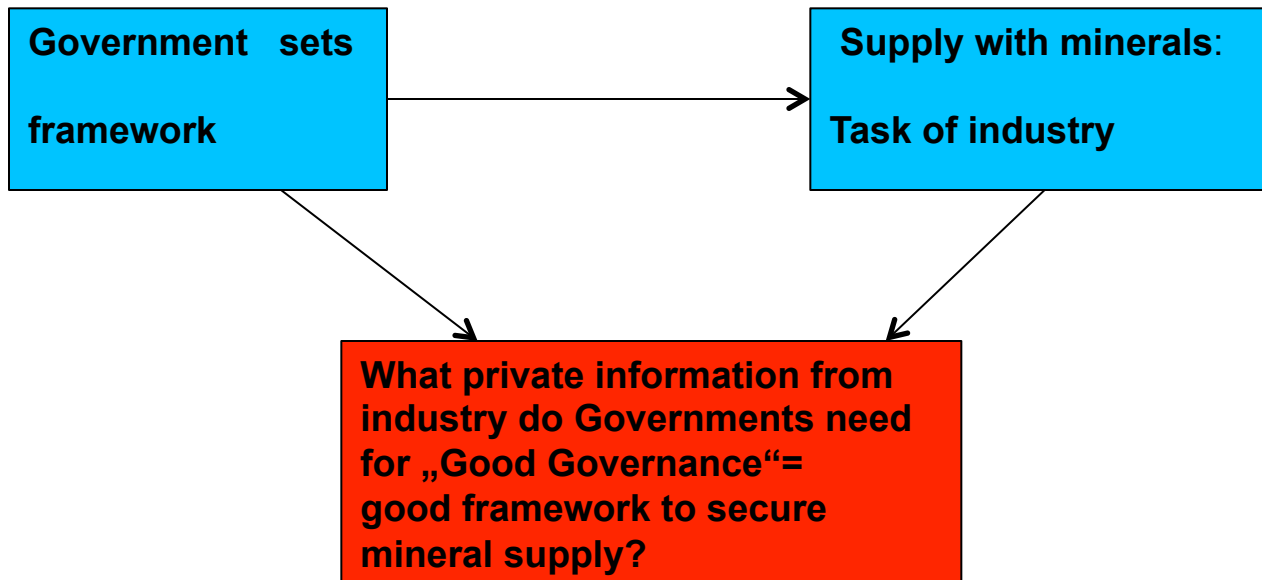 Government sets
framework
Supply with minerals:
Task of industry
What private information from
industry do Governments need
for „Good Governance“=
good framework to secure
mineral supply?